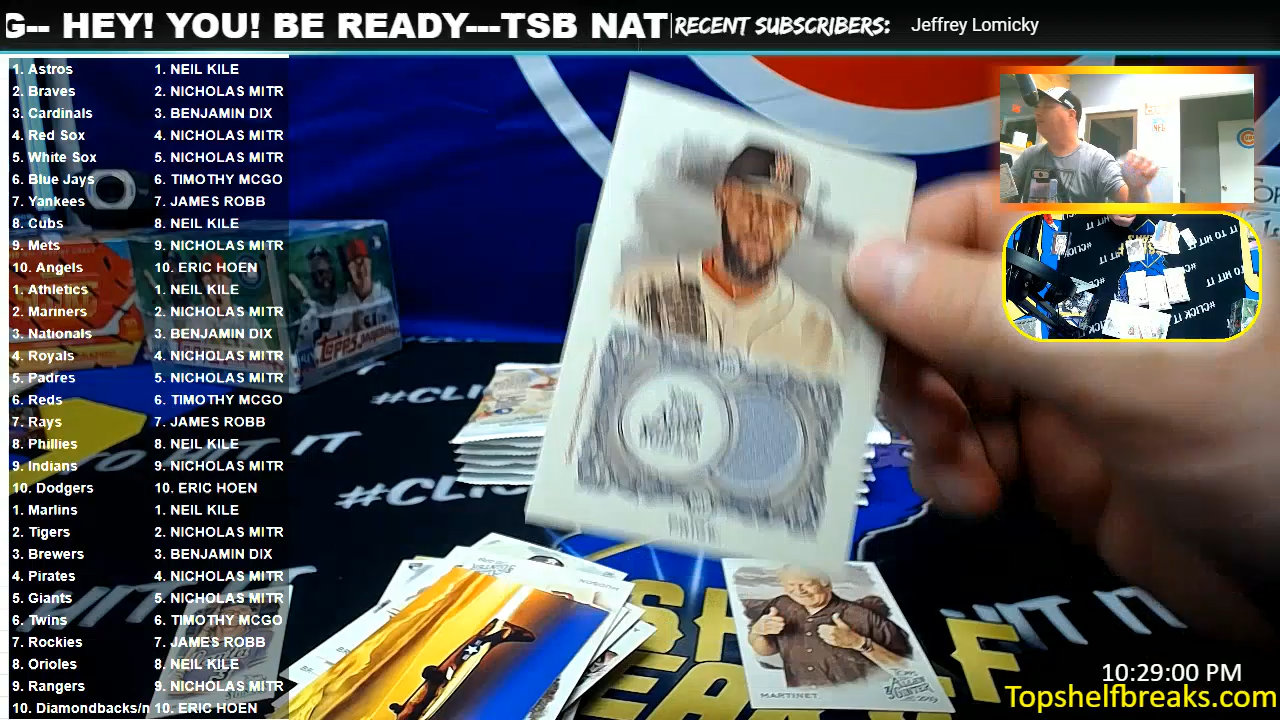 G-- HEY! YOU! BE READY---TSB NAT
RECENT SUBSCRIBERS:
Jeffrey Lomicky
1. Astros 1. NEIL KILE
2. Braves 2. NICHOLAS MITR
3. Cardinals 3. BENJAMIN DIX
4. Red Sox 4. NICHOLAS MITR
5. White Sox 5. NICHOLAS MITR
6. Blue Jays 6. TIMOTHY MCGO
7. Yankees 7. JAMES ROBB
8. Cubs 8. NEIL KILE
9. Mets 9. NICHOLAS MITR
10. Angels 10. ERIC HOEN
1. Athletics 1. NEIL KILE
2. Mariners 2. NICHOLAS MITR
3. Nationals 3. BENJAMIN DIX
4. Royals 4. NICHOLAS MITR
5. Padres 5. NICHOLAS MITR
6. Reds 6. TIMOTHY MCGO
7. Rays 7. JAMES ROBB
8. Phillies 8. NEIL KILE
9. Indians 9. NICHOLAS MITR
10. Dodgers 10. ERIC HOEN
1. Marlins 1. NEIL KILE
2. Tigers 2. NICHOLAS MITR
3. Brewers 3. BENJAMIN DIX
4. Pirates 4. NICHOLAS MITR
5. Giants 5. NICHOLAS MITR
6. Twins 6. TIMOTHY MCGO
7. Rockies 7. JAMES ROBB
8. Orioles 8. NEIL KILE
9. Rangers 9. NICHOLAS MITR
10. Diamondbacks/n 10. ERIC HOEN
TOPPS
#CLI
IT
#CLIC
HIT IT
MARTINET
TOPPS
ALLEN & GINTER
10:29:00 PM
Topshelfbreaks.com